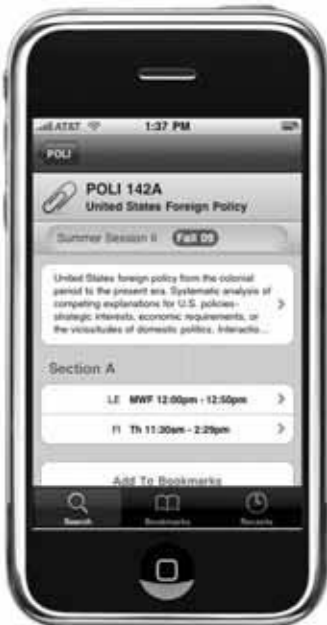 AT&T 1:37 PM
POLI
POLI 142A
United States Foreign Policy
Summer Session II Fall 09
United States foreign policy from the colonial
period to the present era. Systematic analysis of
competing explanations for U.S. policies-
strategic interests, economic requirements, or
the vicissitudes of domestic politics. Interactio...
Section A
LE MWF 12:00pm - 12:50pm
FI Th 11:30am - 2:29pm
Add To Bookmarks
Search Bookmarks Recents